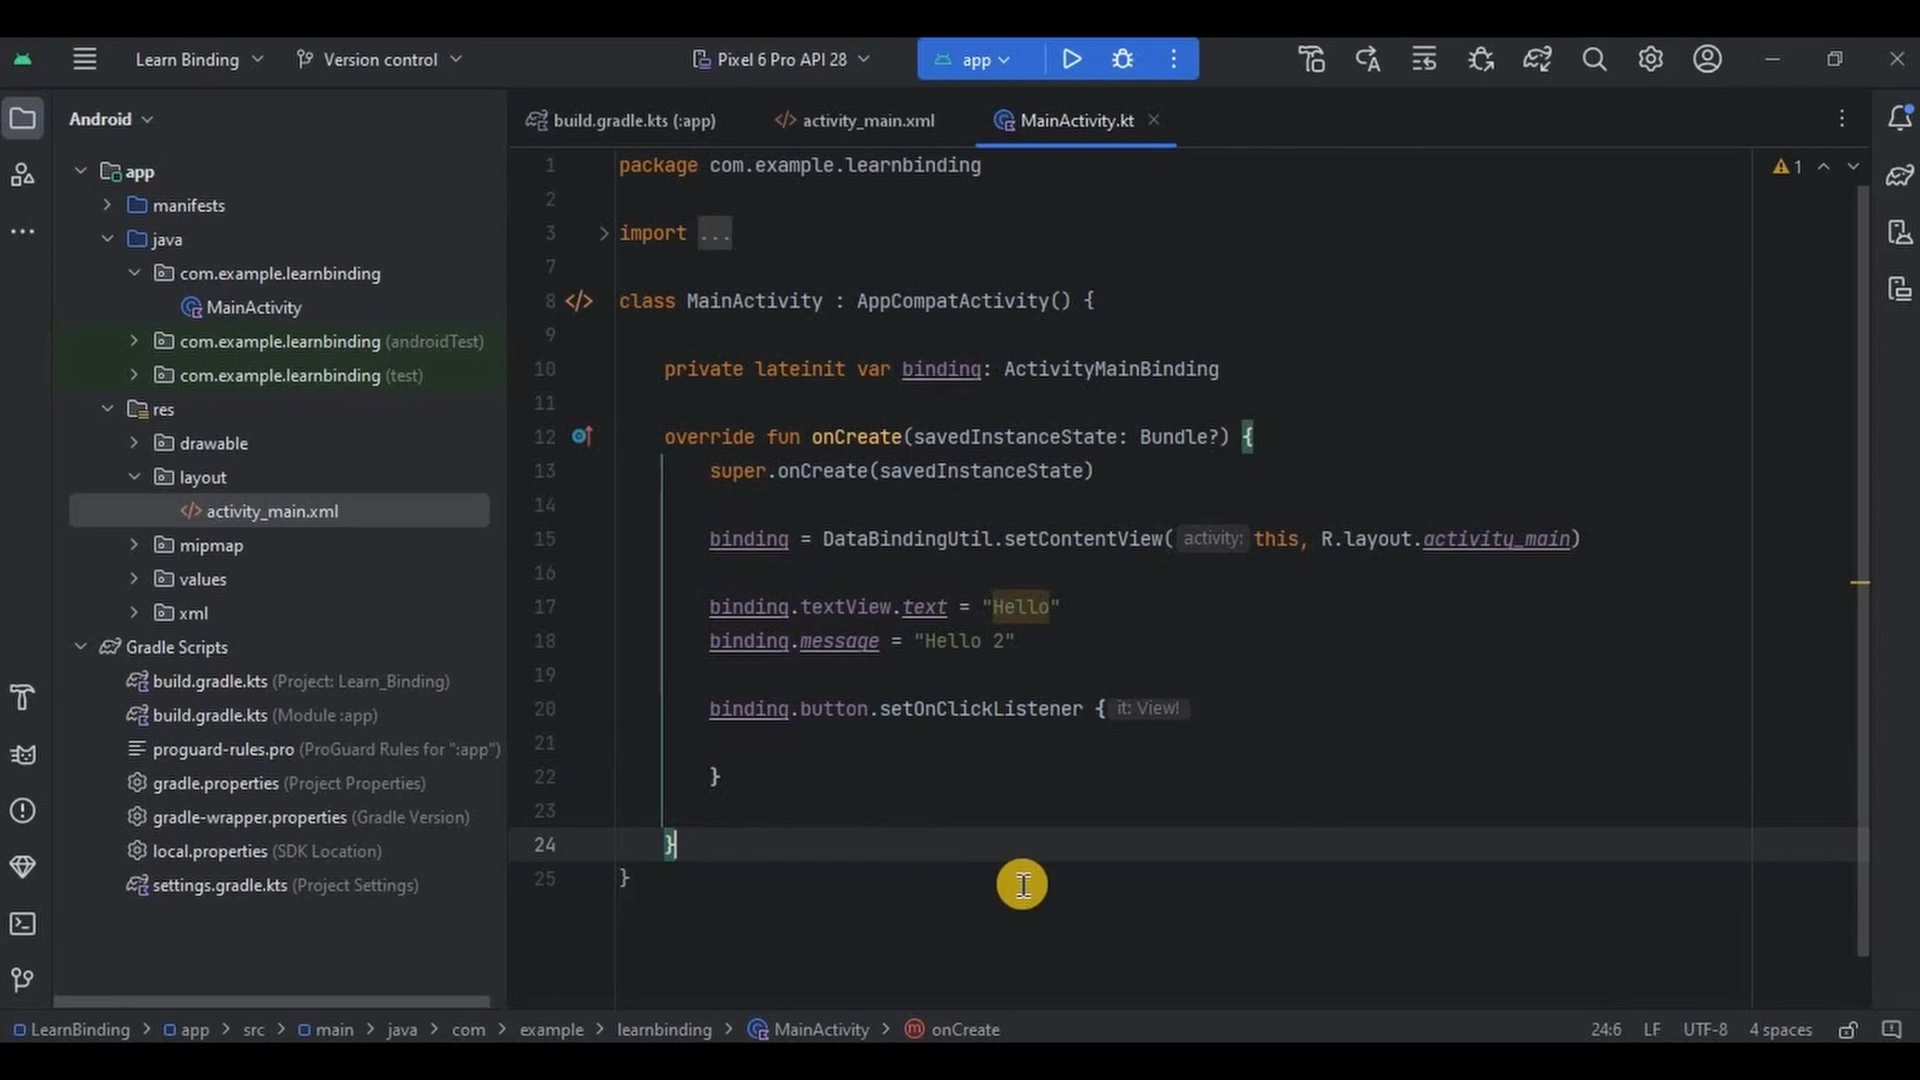 Learn Binding
Version control
Pixel 6 Pro API 28
app
Android
build.gradle.kts (:app)
activity_main.xml
MainActivity.kt
app
manifests
java
com.example.learnbinding
MainActivity
com.example.learnbinding (androidTest)
com.example.learnbinding (test)
res
drawable
layout
activity_main.xml
mipmap
values
xml
Gradle Scripts
build.gradle.kts (Project: Learn_Binding)
build.gradle.kts (Module :app)
proguard-rules.pro (ProGuard Rules for ":app")
gradle.properties (Project Properties)
gradle-wrapper.properties (Gradle Version)
local.properties (SDK Location)
settings.gradle.kts (Project Settings)
1 package com.example.learnbinding
2
3 import ...
7
8 class MainActivity : AppCompatActivity() {
9
10 private lateinit var binding: ActivityMainBinding
11
12 override fun onCreate(savedInstanceState: Bundle?) {
13 super.onCreate(savedInstanceState)
14
15 binding = DataBindingUtil.setContentView( activity: this, R.layout.activity_main)
16
17 binding.textView.text = "Hello"
18 binding.message = "Hello 2"
19
20 binding.button.setOnClickListener { it: View!
21
22 }
23
24 }
25 }
1
LearnBinding > app > src > main > java > com > example > learnbinding > MainActivity > onCreate
24:6 LF UTF-8 4 spaces